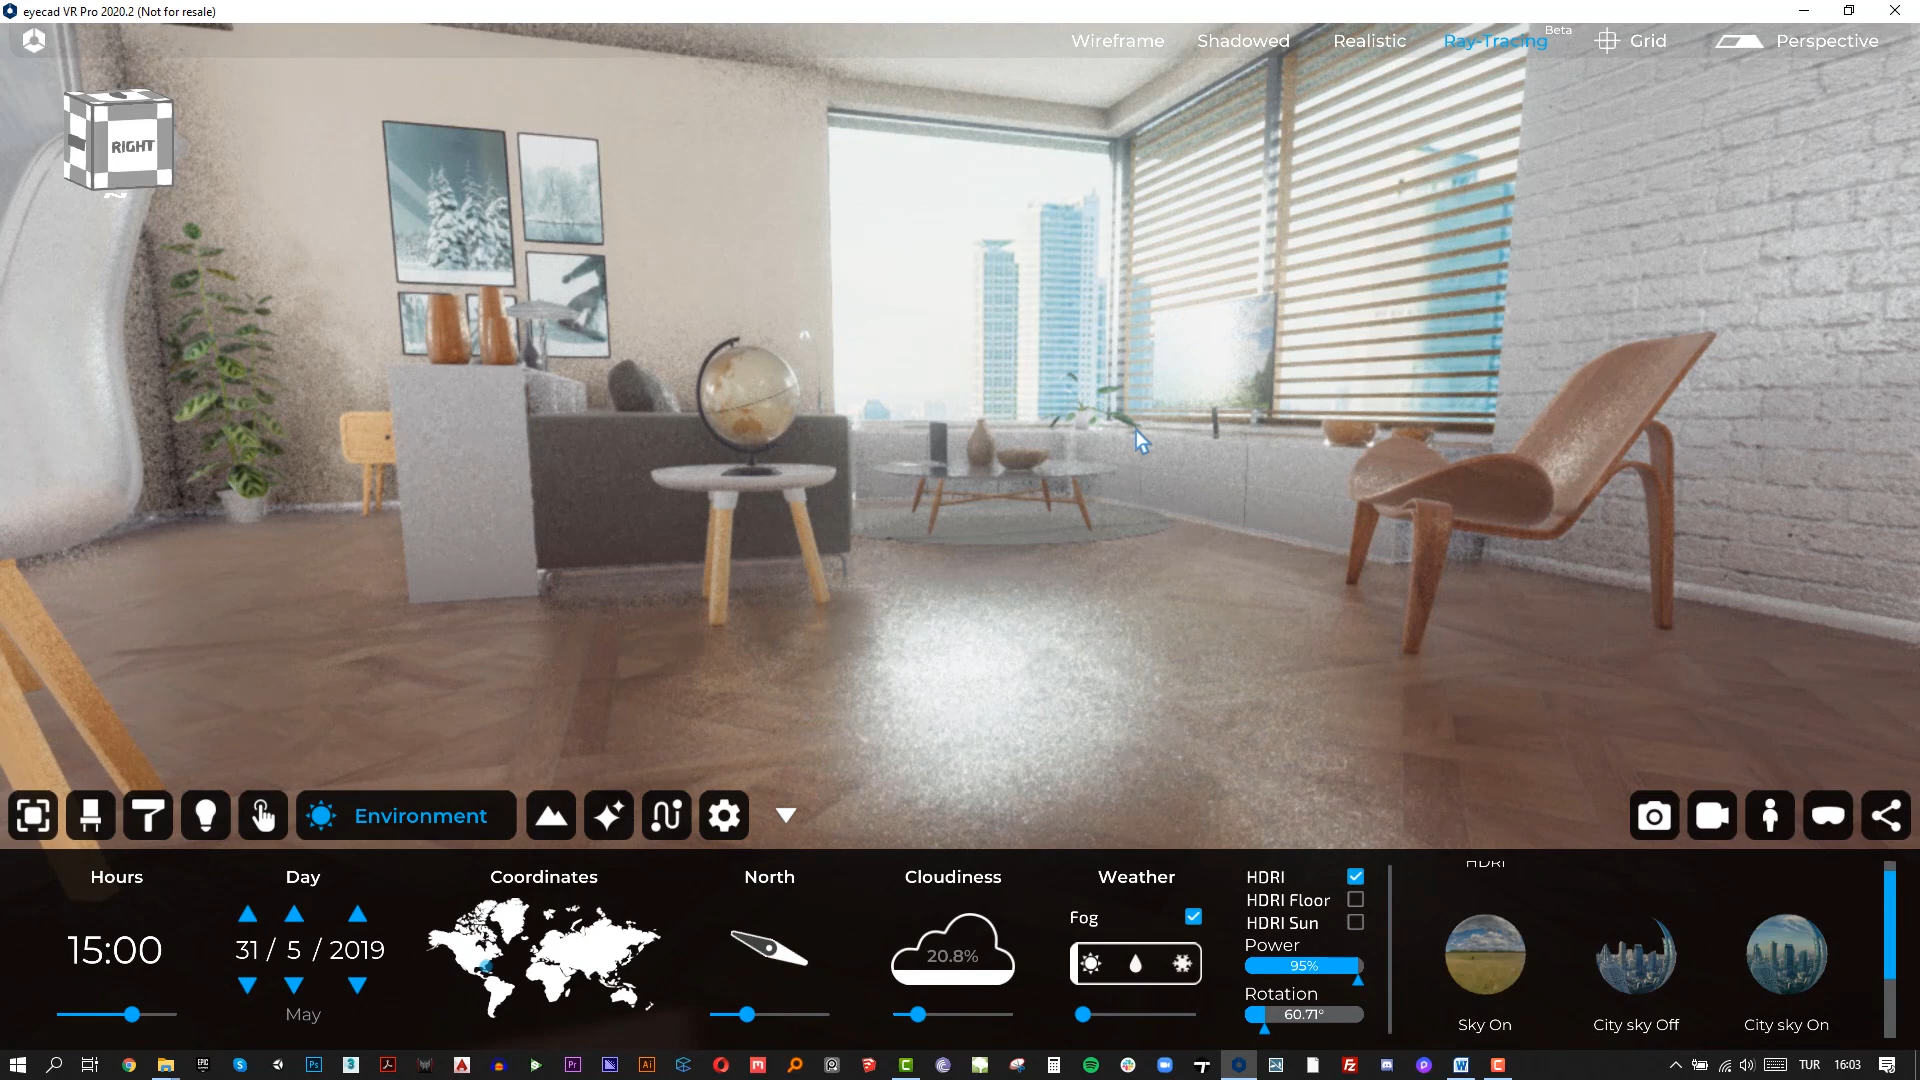 eyecad VR Pro 2020.2 (Not for resale)
Wireframe Shadowed Realistic Ray-Tracing Beta Grid Perspective
RIGHT
Environment
Hours Day Coordinates North Cloudiness Weather
HDRI
HDRI Floor
HDRI Sun
Fog
15:00
31 / 5 / 2019
May
20.8%
Power
95%
Rotation
60.71°
HDRI
Sky On City sky Off City sky On
TUR 16:03